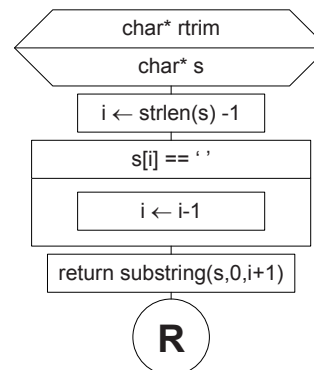 char* rtrim
char* s
i ← strlen(s) -1
s[i] == ‘ ’
i ← i-1
return substring(s,0,i+1)
R